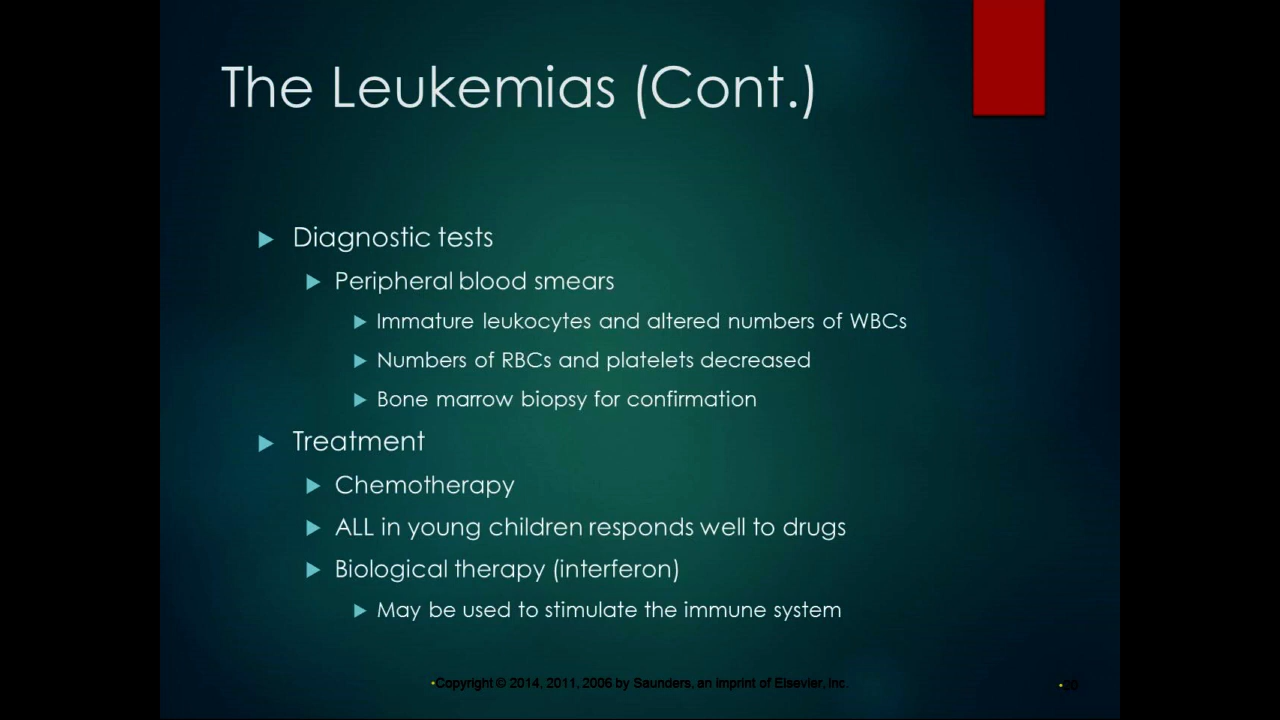 The Leukemias (Cont.)
Diagnostic tests
Peripheral blood smears
Immature leukocytes and altered numbers of WBCs
Numbers of RBCs and platelets decreased
Bone marrow biopsy for confirmation
Treatment
Chemotherapy
ALL in young children responds well to drugs
Biological therapy (interferon)
May be used to stimulate the immune system
•Copyright © 2014, 2011, 2006 by Saunders, an imprint of Elsevier, Inc.
•20